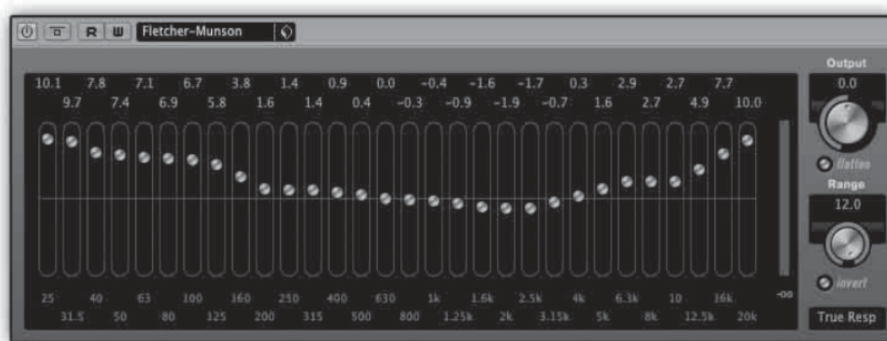 R W Fletcher-Munson
Output
10.1 7.8 7.1 6.7 3.8 1.4 0.9 0.0 -0.4 -1.6 -1.7 0.3 2.9 2.7 7.7
0.0
9.7 7.4 6.9 5.8 1.6 1.4 0.4 -0.3 -0.9 -1.9 -0.7 1.6 2.7 4.9 10.0
flatten
Range
12.0
invert
-oo
25 40 63 100 160 250 400 630 1k 1.6k 2.5k 4k 6.3k 10 16k
31.5 50 80 125 200 315 500 800 1.25k 2k 3.15k 5k 8k 12.5k 20k
True Resp